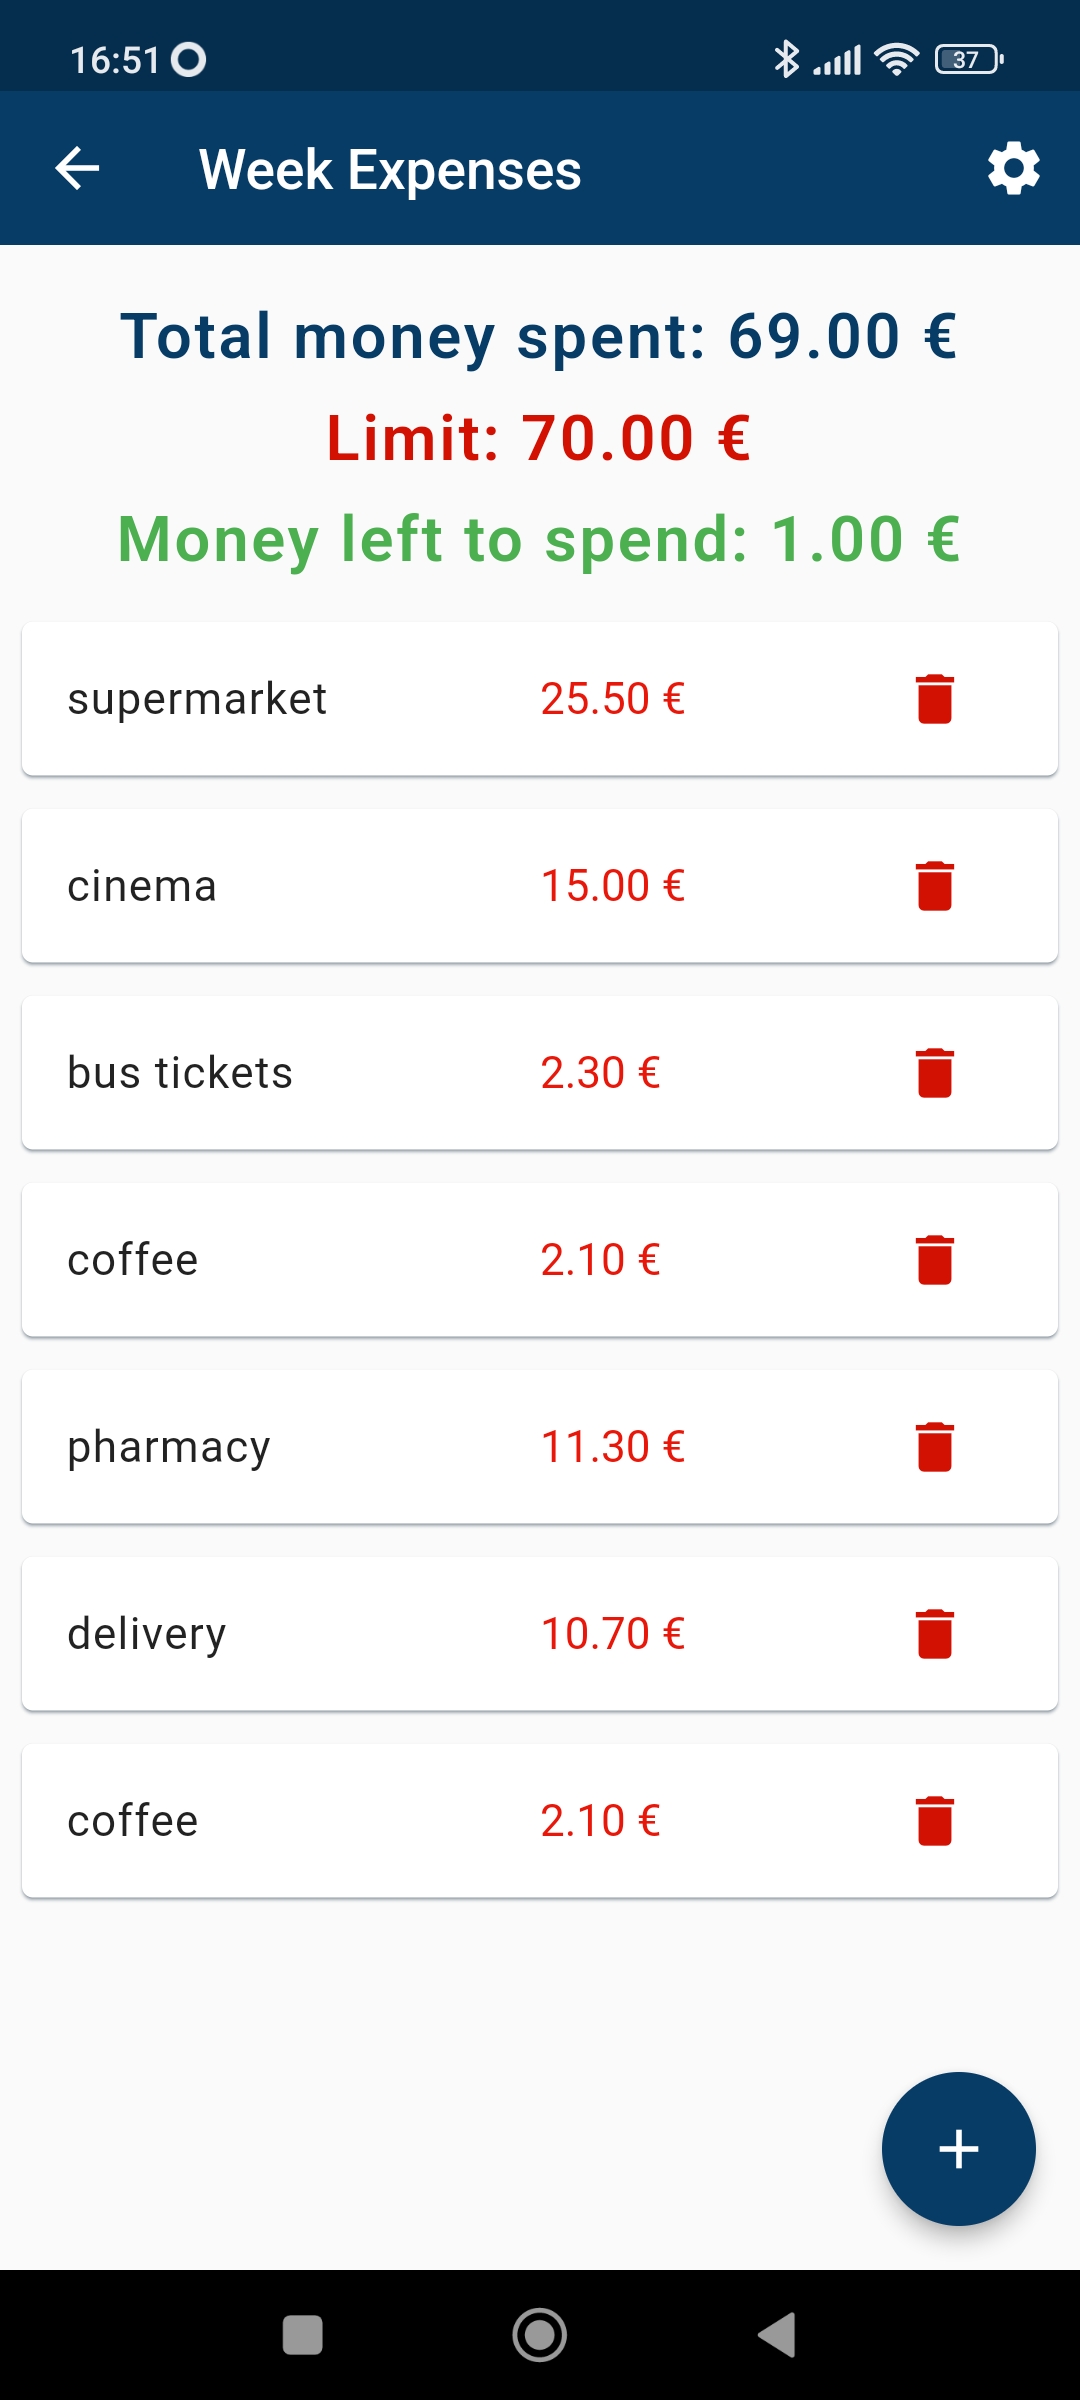 16:51 37
Week Expenses
Total money spent: 69.00 €
Limit: 70.00 €
Money left to spend: 1.00 €
supermarket 25.50 €
cinema 15.00 €
bus tickets 2.30 €
coffee 2.10 €
pharmacy 11.30 €
delivery 10.70 €
coffee 2.10 €